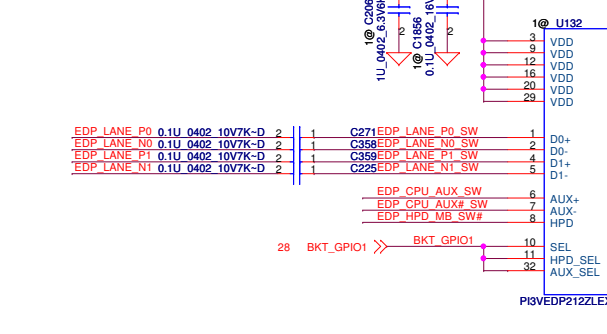 1@ C206
1U_0402_6.3V6
1@ C1856
0.1U_0402_16V
2
2
1@ U132
3 VDD
9 VDD
12 VDD
16 VDD
20 VDD
29 VDD
EDP_LANE_P0 0.1U_0402_10V7K~D 2 1 C271 EDP_LANE_P0_SW 1 D0+
EDP_LANE_N0 0.1U_0402_10V7K~D 2 1 C358 EDP_LANE_N0_SW 2 D0-
EDP_LANE_P1 0.1U_0402_10V7K~D 2 1 C359 EDP_LANE_P1_SW 4 D1+
EDP_LANE_N1 0.1U_0402_10V7K~D 2 1 C225 EDP_LANE_N1_SW 5 D1-
EDP_CPU_AUX_SW 6 AUX+
EDP_CPU_AUX#_SW 7 AUX-
EDP_HPD_MB_SW# 8 HPD
28 BKT_GPIO1 BKT_GPIO1 10 SEL
11 HPD_SEL
32 AUX_SEL
PI3VEDP212ZLE